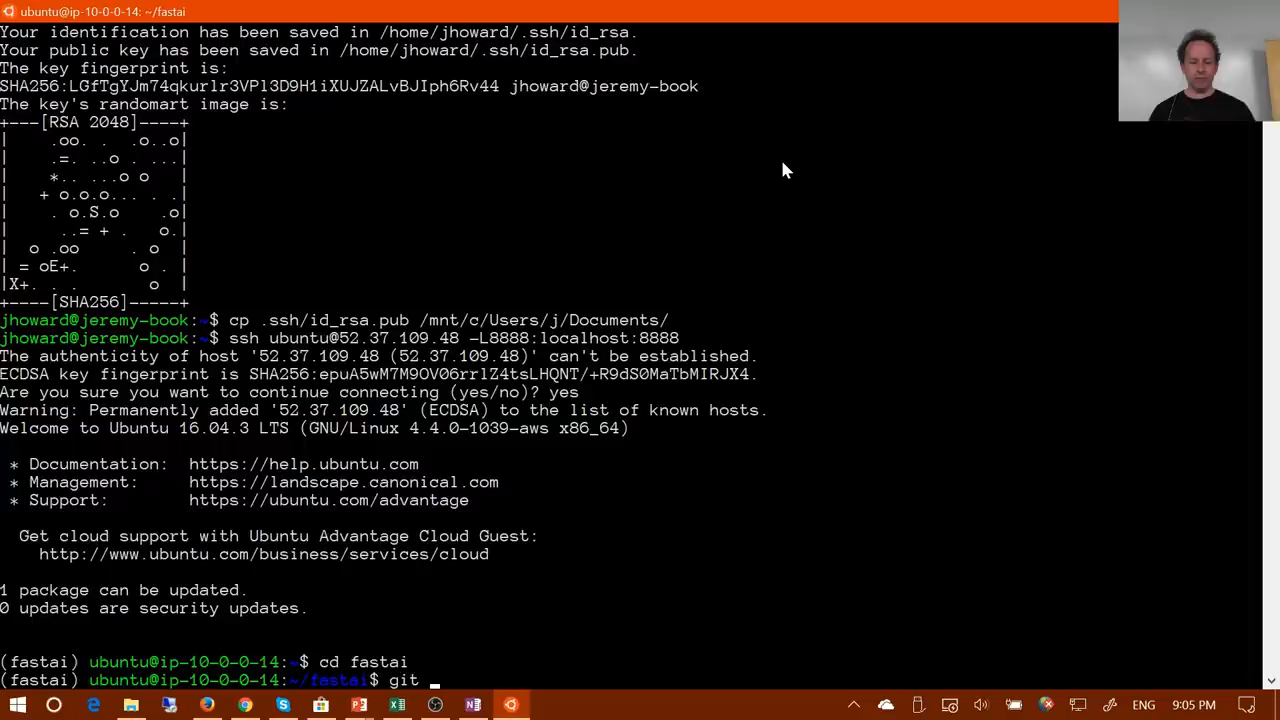 ubuntu@ip-10-0-0-14: ~/fastai
Your identification has been saved in /home/jhoward/.ssh/id_rsa.
Your public key has been saved in /home/jhoward/.ssh/id_rsa.pub.
The key fingerprint is:
SHA256:LGfTgYJm74qkurlr3VPl3D9H1iXUJZALvBJIph6Rv44 jhoward@jeremy-book
The key's randomart image is:
+---[RSA 2048]----+
|     .oo. .  .o..o|
|     .=. ..o . ...|
|    *.. ...o o   |
|   + o.o.o... . .|
|    . o.S.o     .o|
|     ..= + .    o.|
|  o .oo     . o  |
| = oE+.      o . |
|X+. . .       o  |
+----[SHA256]-----+
jhoward@jeremy-book:~$ cp .ssh/id_rsa.pub /mnt/c/Users/j/Documents/
jhoward@jeremy-book:~$ ssh ubuntu@52.37.109.48 -L8888:localhost:8888
The authenticity of host '52.37.109.48 (52.37.109.48)' can't be established.
ECDSA key fingerprint is SHA256:epuA5wM7M9OV06rrlZ4tsLHQNT/+R9dS0MaTbMIRJX4.
Are you sure you want to continue connecting (yes/no)? yes
Warning: Permanently added '52.37.109.48' (ECDSA) to the list of known hosts.
Welcome to Ubuntu 16.04.3 LTS (GNU/Linux 4.4.0-1039-aws x86_64)
* Documentation:  https://help.ubuntu.com
* Management:     https://landscape.canonical.com
* Support:        https://ubuntu.com/advantage
Get cloud support with Ubuntu Advantage Cloud Guest:
http://www.ubuntu.com/business/services/cloud
1 package can be updated.
0 updates are security updates.
(fastai) ubuntu@ip-10-0-0-14:~$ cd fastai
(fastai) ubuntu@ip-10-0-0-14:~/fastai$ git _
ENG
9:05 PM